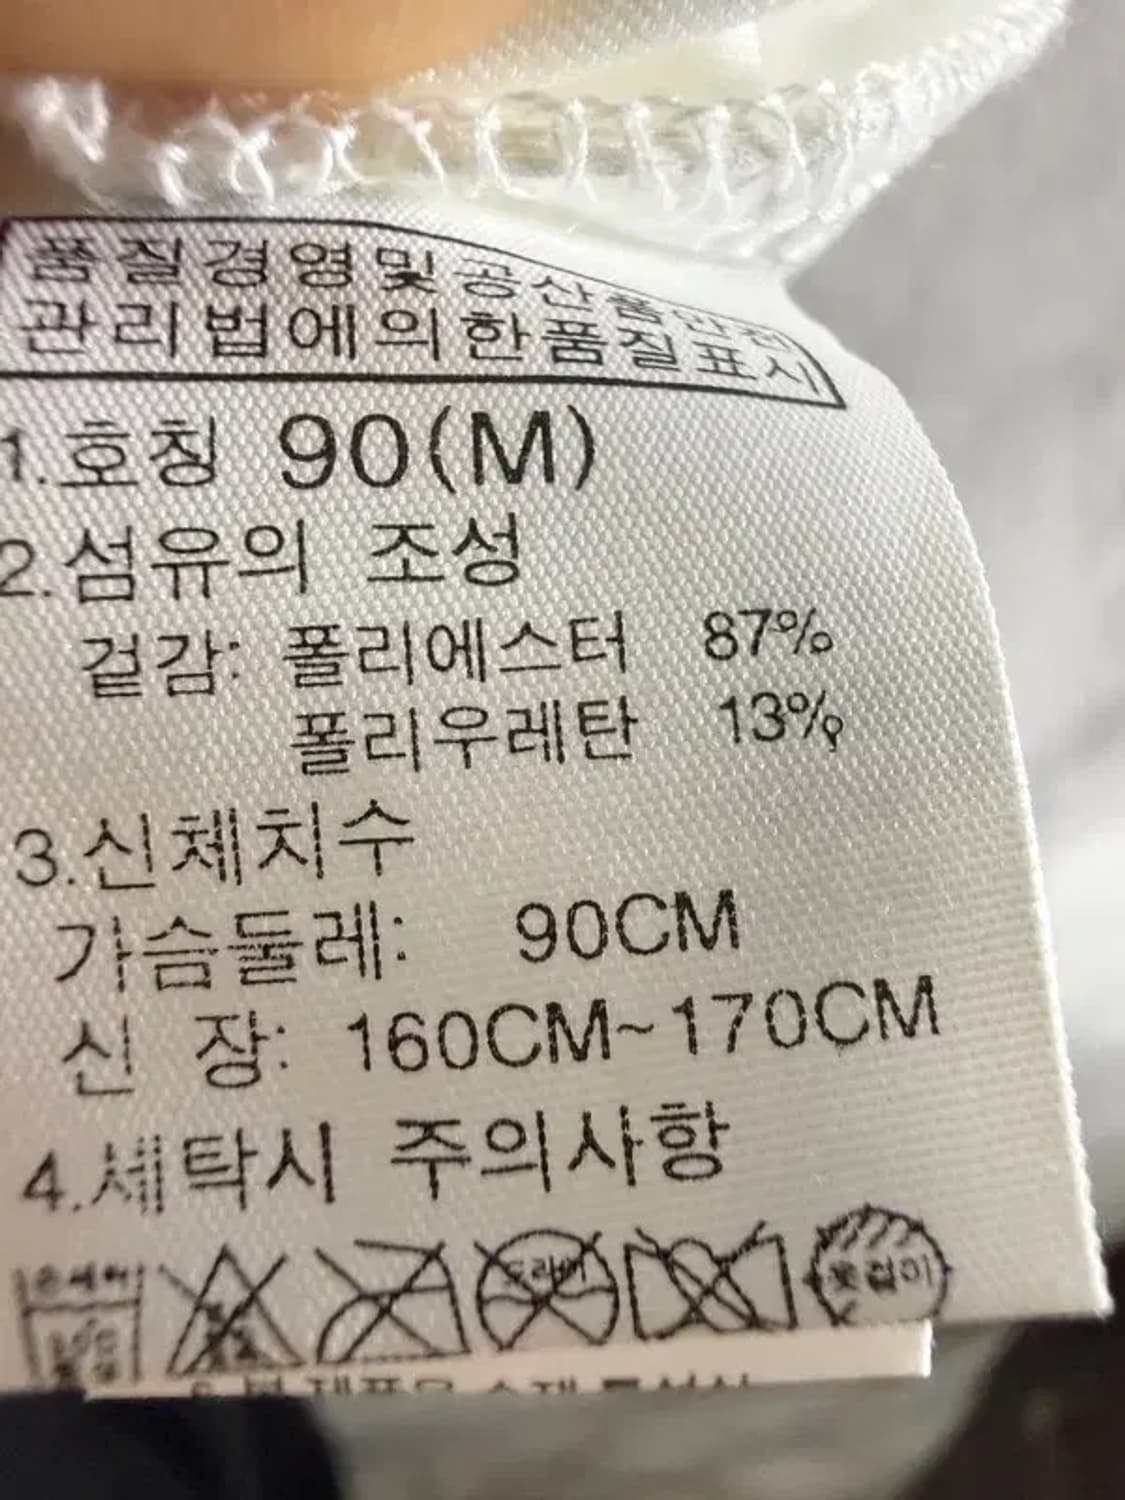 품질경영및공산품안전
관리법에의한품질표시
1.호칭 90(M)
2.섬유의 조성
겉감: 폴리에스터 87%
폴리우레탄 13%
3.신체치수
가슴둘레: 90CM
신 장: 160CM~170CM
4.세탁시 주의사항
손세탁
드라이
옷걸이